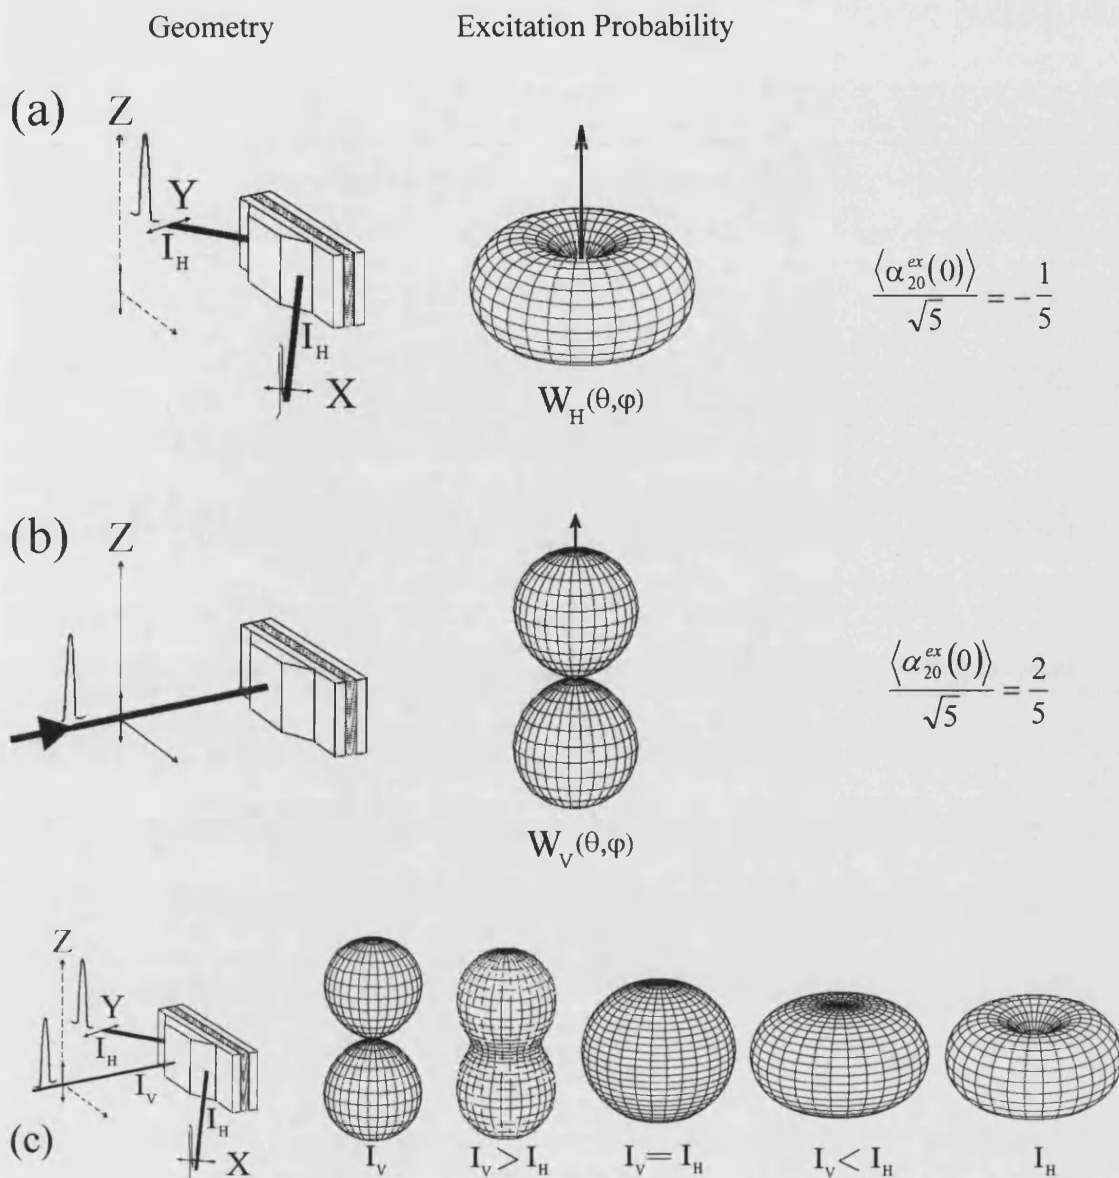 Geometry Excitation Probability
(a)
Z
Y
I_H
I_H
X
W_H(θ,φ)
⟨α_20^ex(0)⟩/√5 = -1/5
(b)
Z
W_V(θ,φ)
⟨α_20^ex(0)⟩/√5 = 2/5
Z
Y
I_H
I_V
I_H
X
(c)
I_V I_V > I_H I_V = I_H I_V < I_H I_H